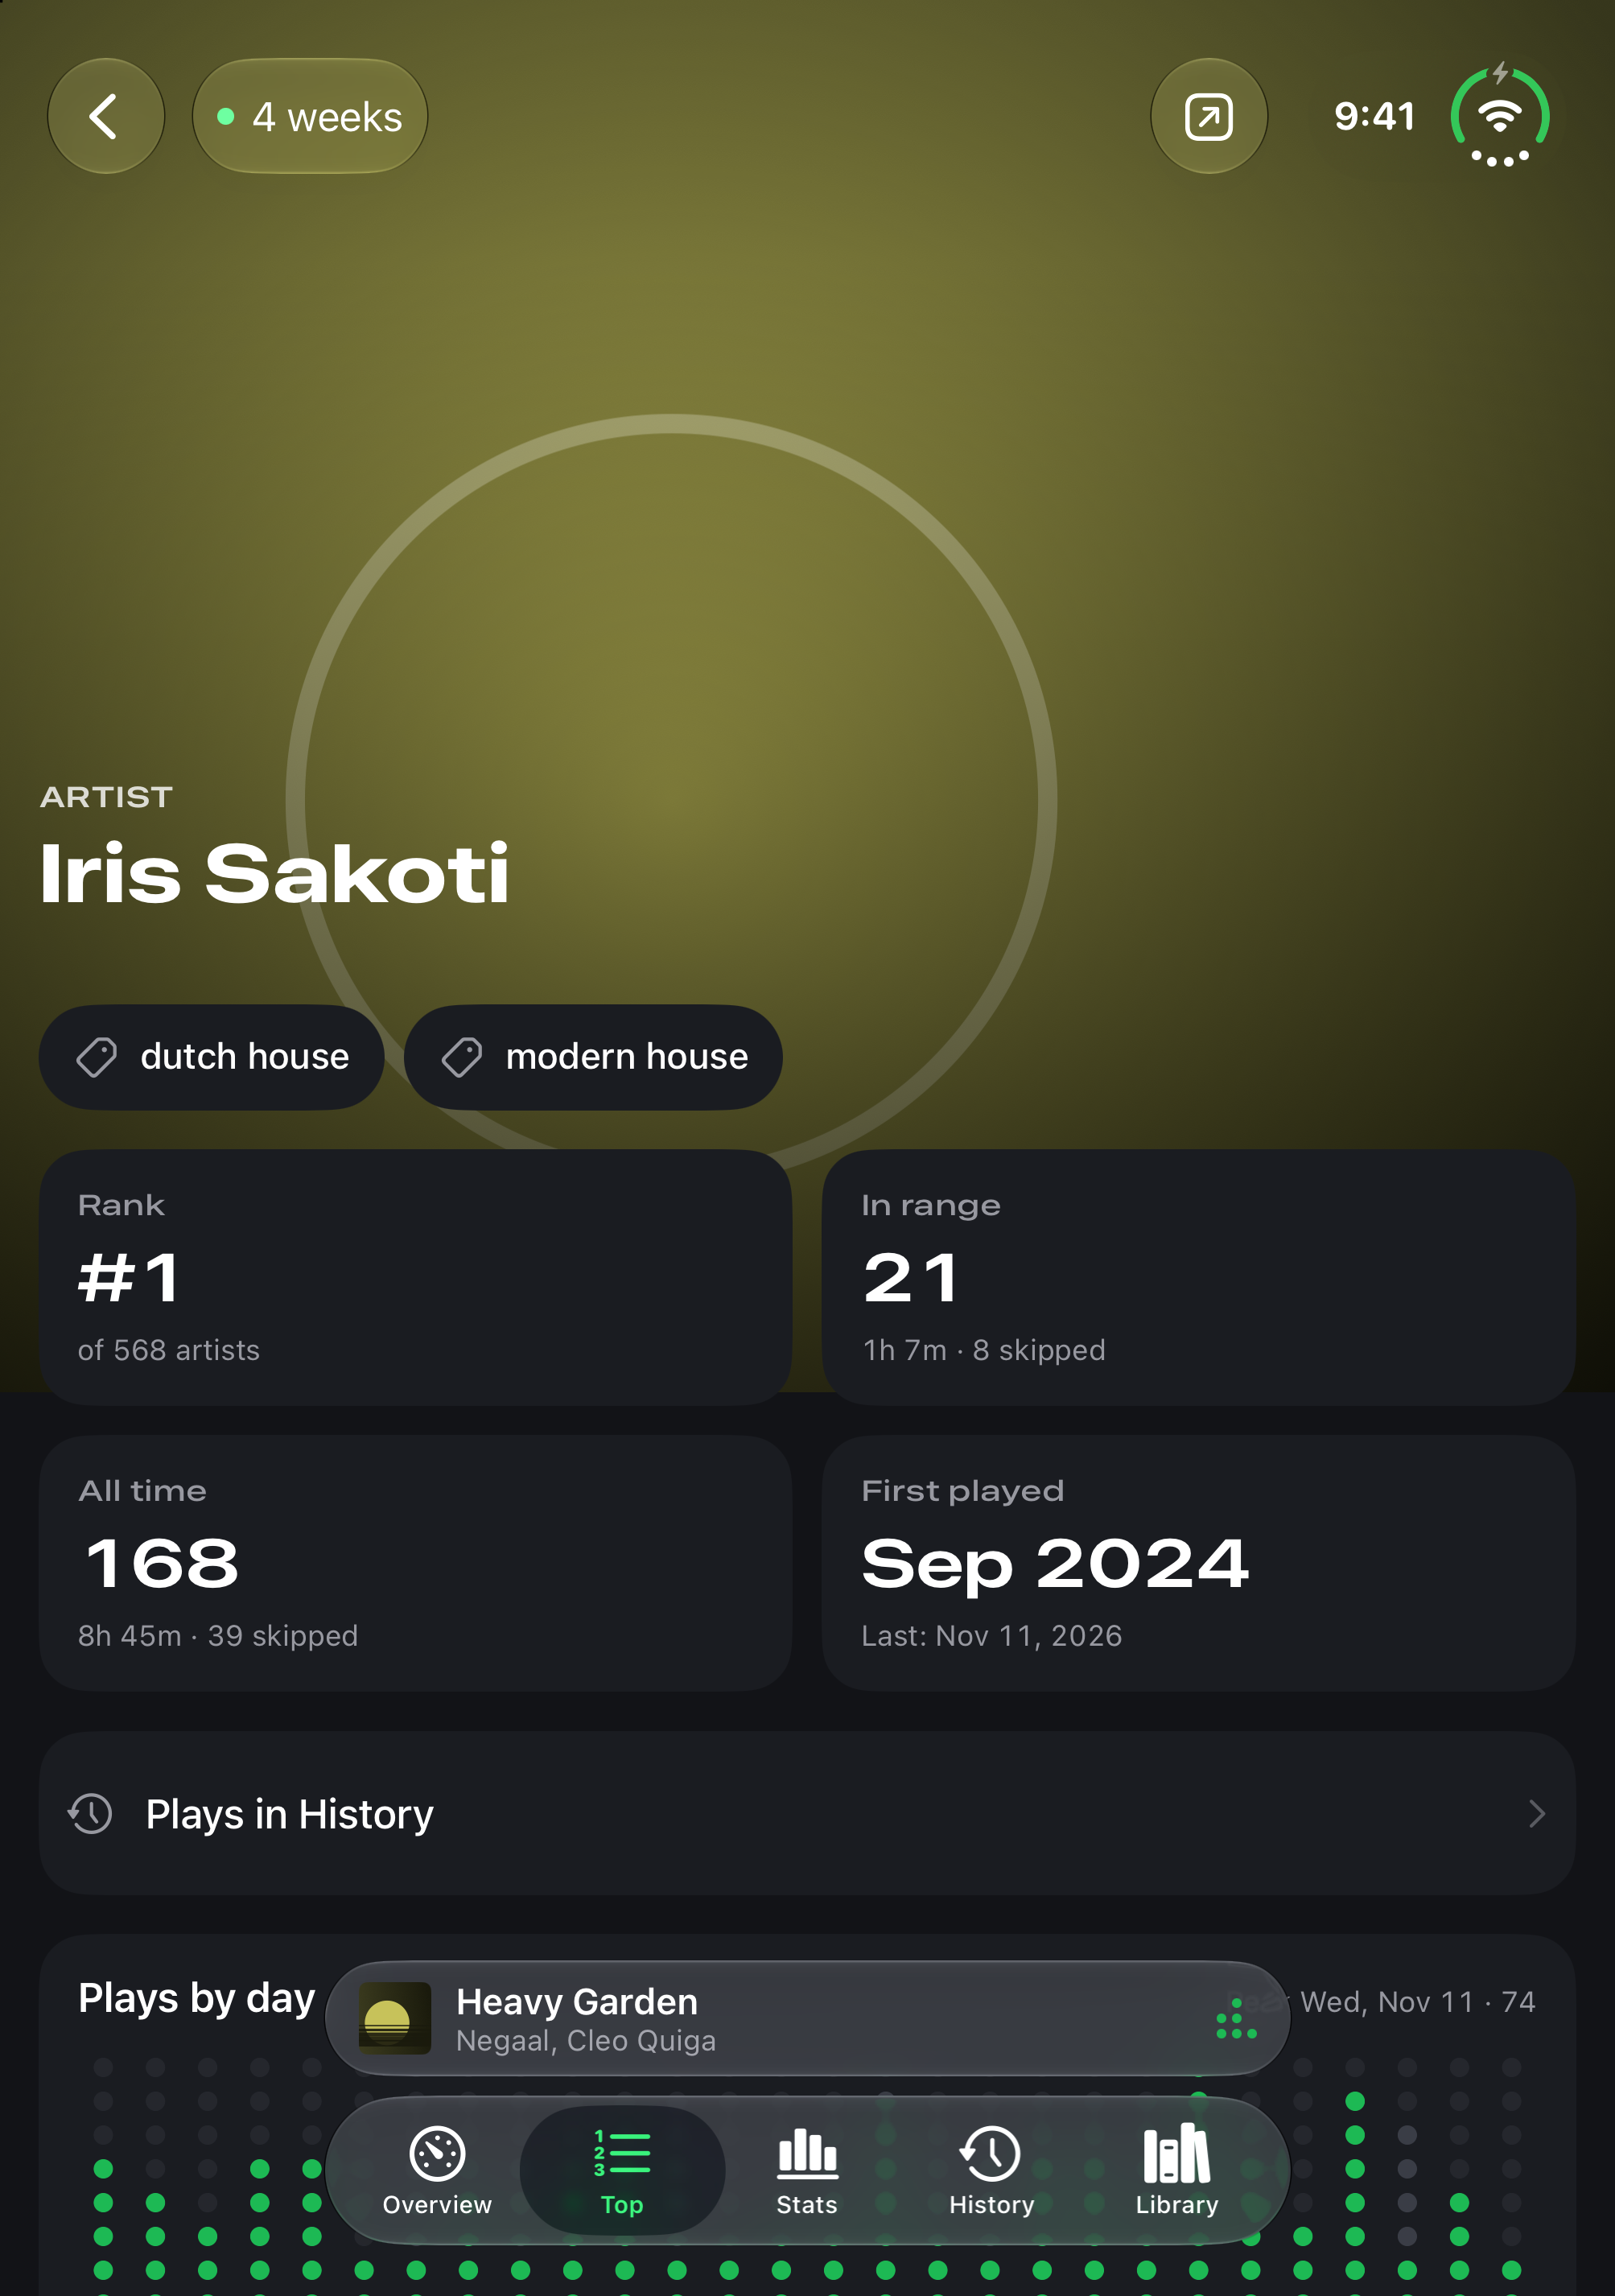 4 weeks
9:41
ARTIST
Iris Sakoti
dutch house
modern house
Rank
#1
of 568 artists
In range
21
1h 7m · 8 skipped
All time
168
8h 45m · 39 skipped
First played
Sep 2024
Last: Nov 11, 2026
Plays in History
Plays by day
Wed, Nov 11 · 74
Heavy Garden
Negaal, Cleo Quiga
1
2
3
Overview
Top
Stats
History
Library